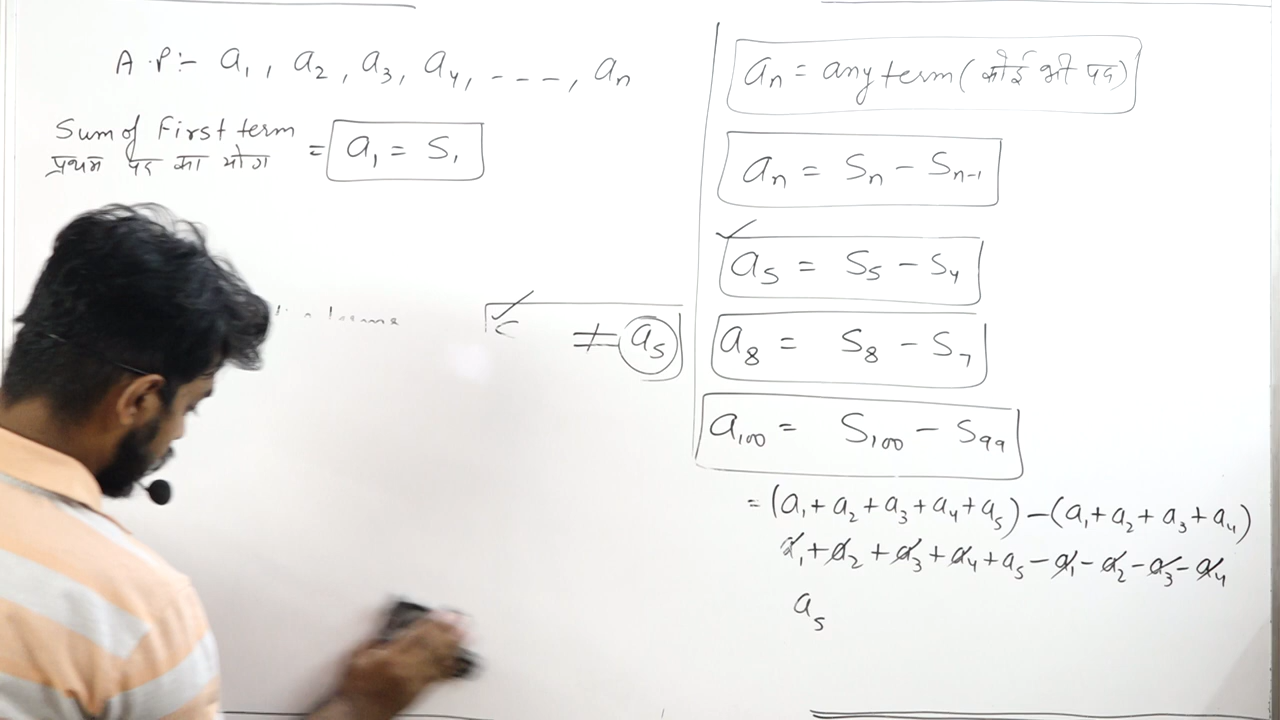 A.P:- a₁, a₂, a₃, a₄, ---, aₙ
Sum of First term
प्रथम पद का योग = a₁ = S₁
≠ a₅
aₙ = any term (कोई भी पद)
aₙ = Sₙ - Sₙ₋₁
a₅ = S₅ - S₄
a₈ = S₈ - S₇
a₁₀₀ = S₁₀₀ - S₉₉
= (a₁ + a₂ + a₃ + a₄ + a₅) - (a₁ + a₂ + a₃ + a₄)
a₁ + a₂ + a₃ + a₄ + a₅ - a₁ - a₂ - a₃ - a₄
a₅